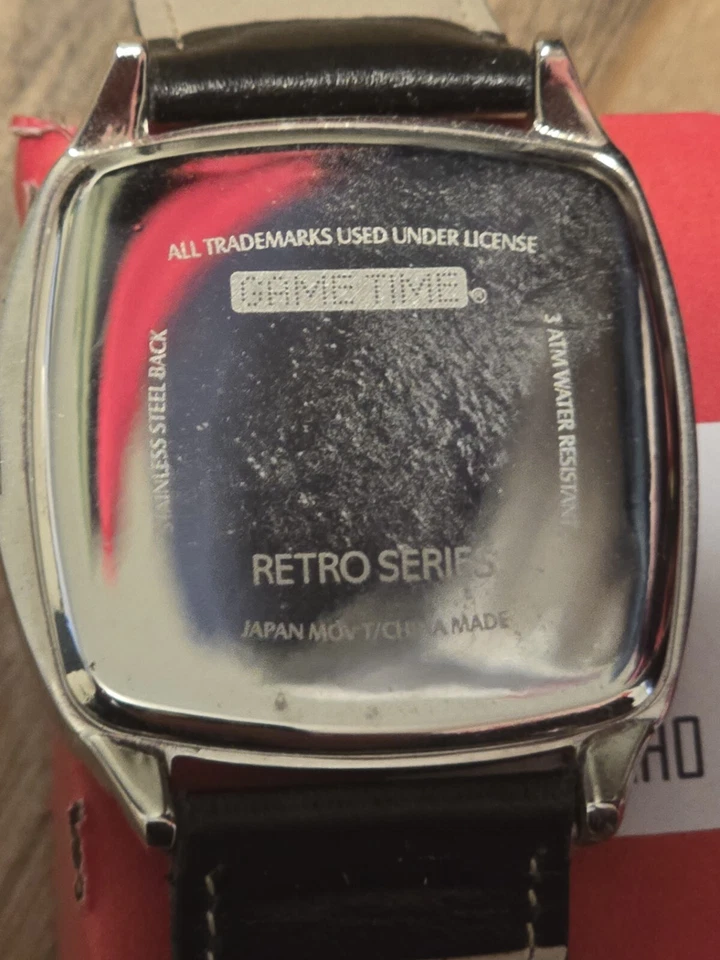 ALL TRADEMARKS USED UNDER LICENSE
GAME TIME®
STAINLESS STEEL BACK
3 ATM WATER RESISTANT
RETRO SERIES
JAPAN MOV'T/CHINA MADE